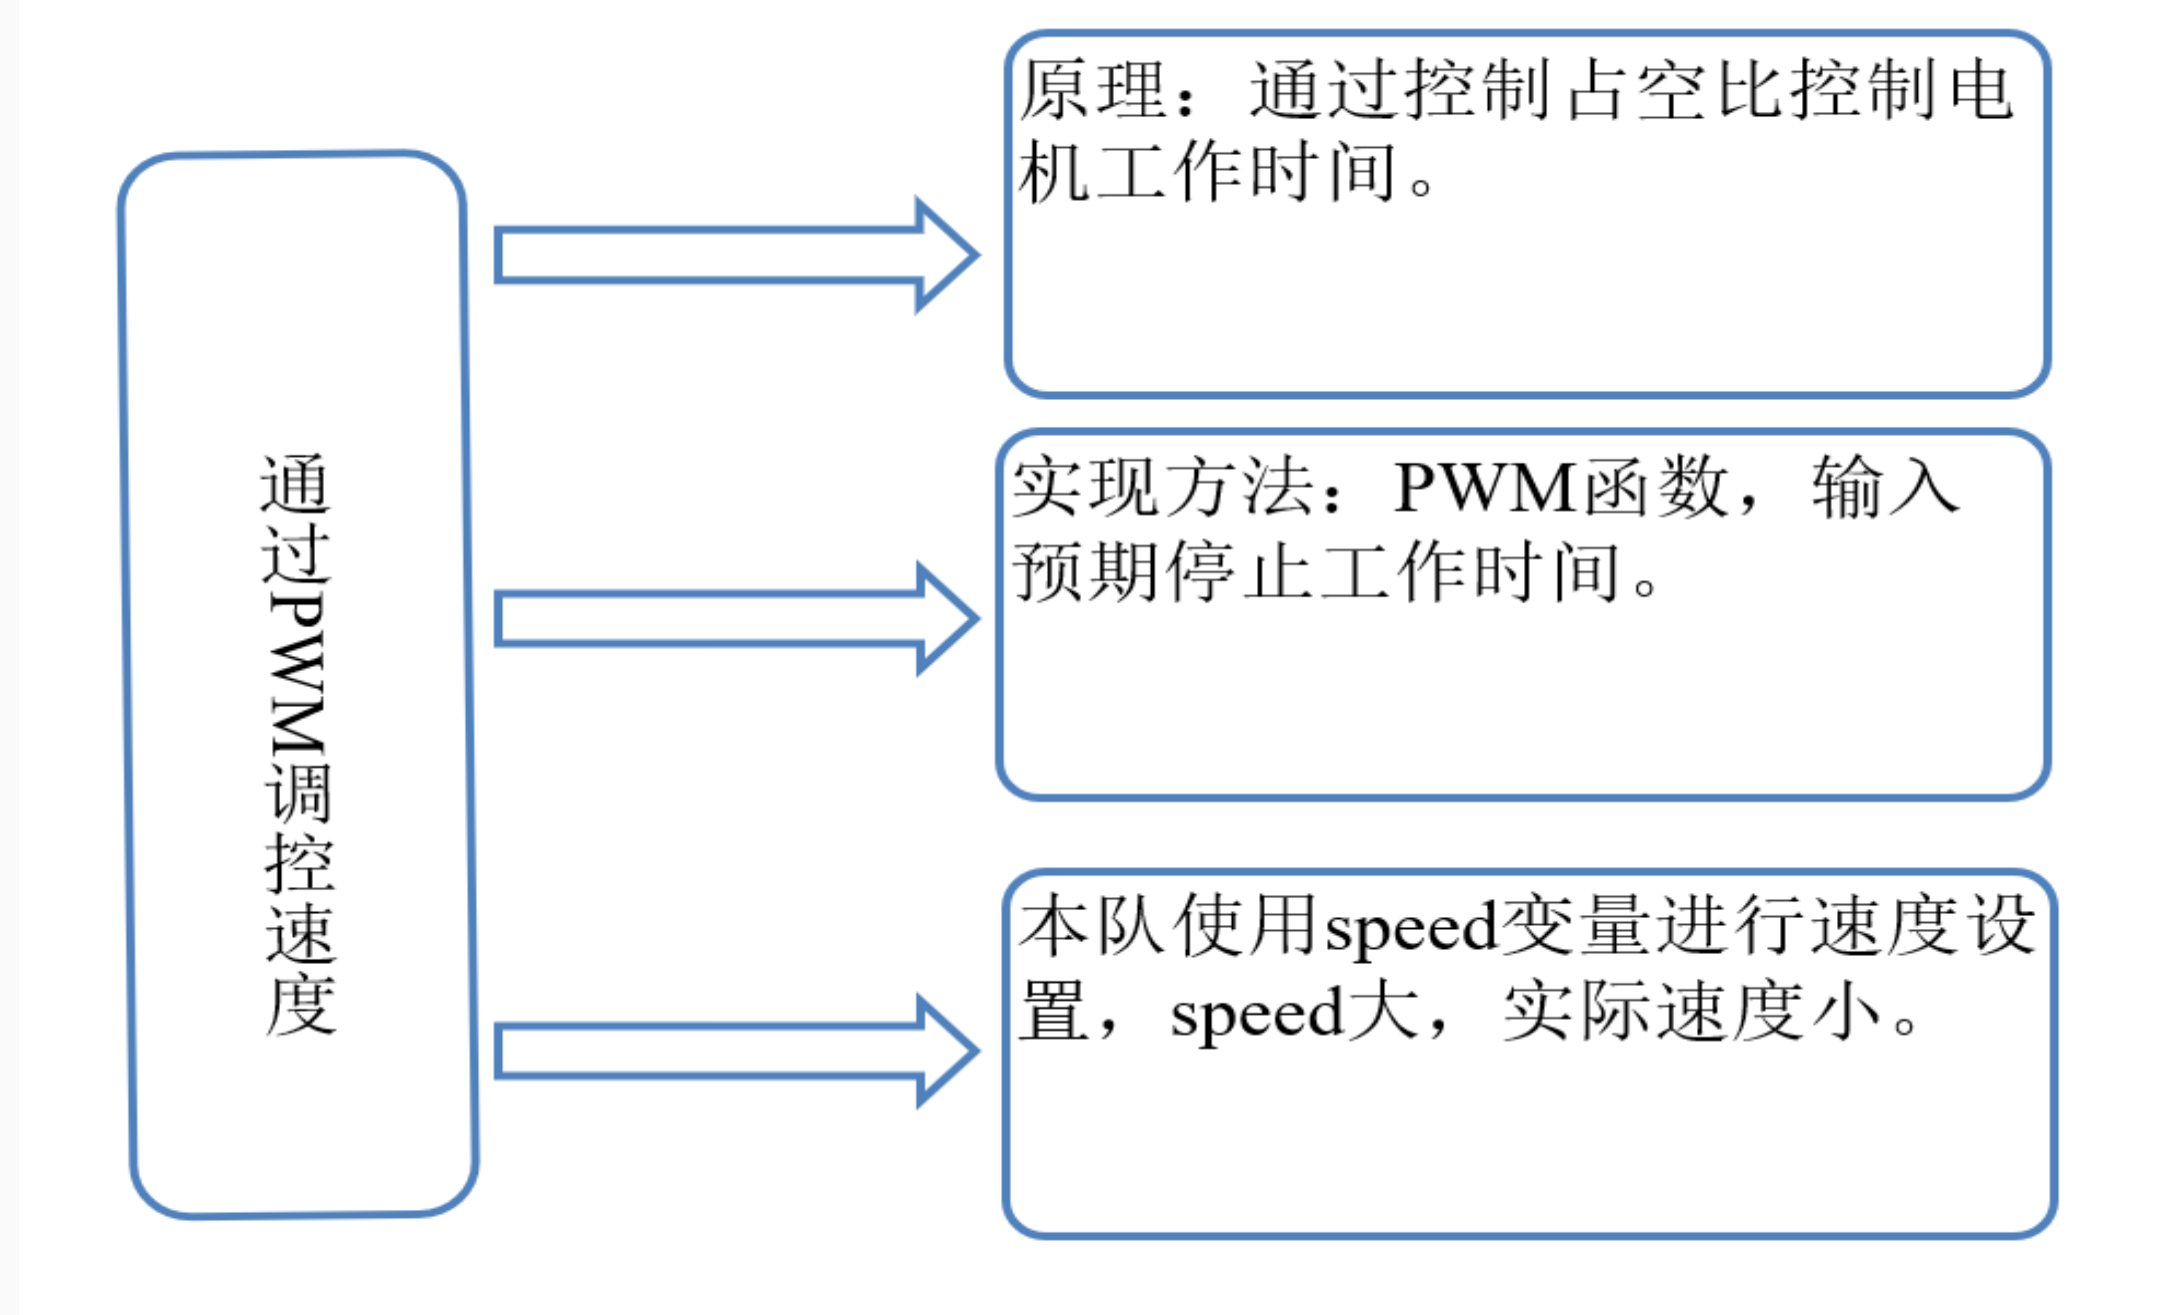 通过PWM调控速度
原理：通过控制占空比控制电
机工作时间。
实现方法：PWM函数，输入
预期停止工作时间。
本队使用speed变量进行速度设
置，speed大，实际速度小。